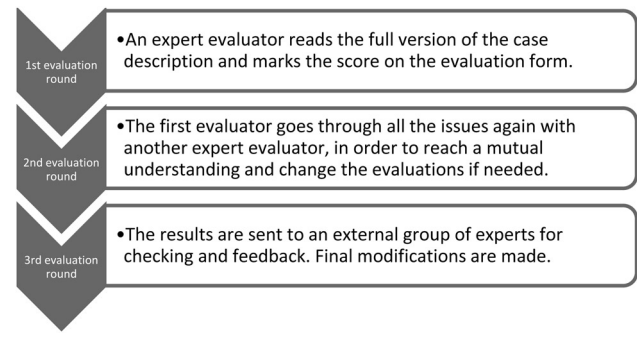 1st evaluation
round
•An expert evaluator reads the full version of the case
description and marks the score on the evaluation form.
2nd evaluation
round
•The first evaluator goes through all the issues again with
another expert evaluator, in order to reach a mutual
understanding and change the evaluations if needed.
3rd evaluation
round
•The results are sent to an external group of experts for
checking and feedback. Final modifications are made.